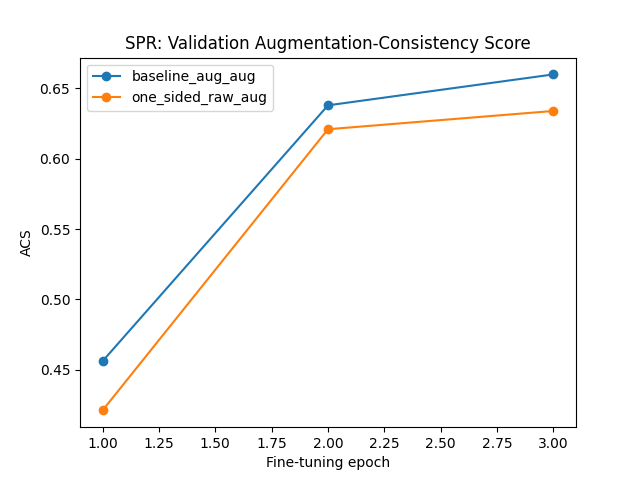 SPR: Validation Augmentation-Consistency Score
baseline_aug_aug
one_sided_raw_aug
0.65
0.60
0.55
0.50
0.45
ACS
1.00 1.25 1.50 1.75 2.00 2.25 2.50 2.75 3.00
Fine-tuning epoch